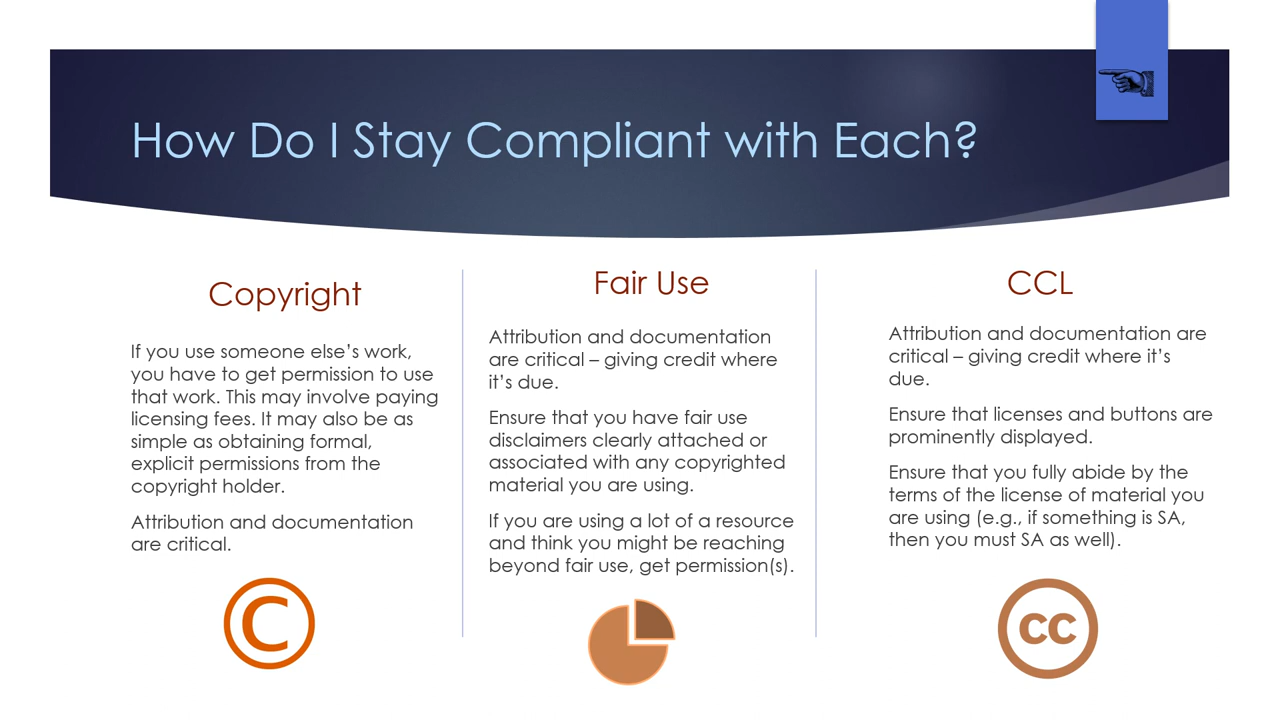 How Do I Stay Compliant with Each?
Copyright
If you use someone else’s work,
you have to get permission to use
that work. This may involve paying
licensing fees. It may also be as
simple as obtaining formal,
explicit permissions from the
copyright holder.
Attribution and documentation
are critical.
©
Fair Use
Attribution and documentation
are critical – giving credit where
it’s due.
Ensure that you have fair use
disclaimers clearly attached or
associated with any copyrighted
material you are using.
If you are using a lot of a resource
and think you might be reaching
beyond fair use, get permission(s).
CCL
Attribution and documentation are
critical – giving credit where it’s
due.
Ensure that licenses and buttons are
prominently displayed.
Ensure that you fully abide by the
terms of the license of material you
are using (e.g., if something is SA,
then you must SA as well).
cc